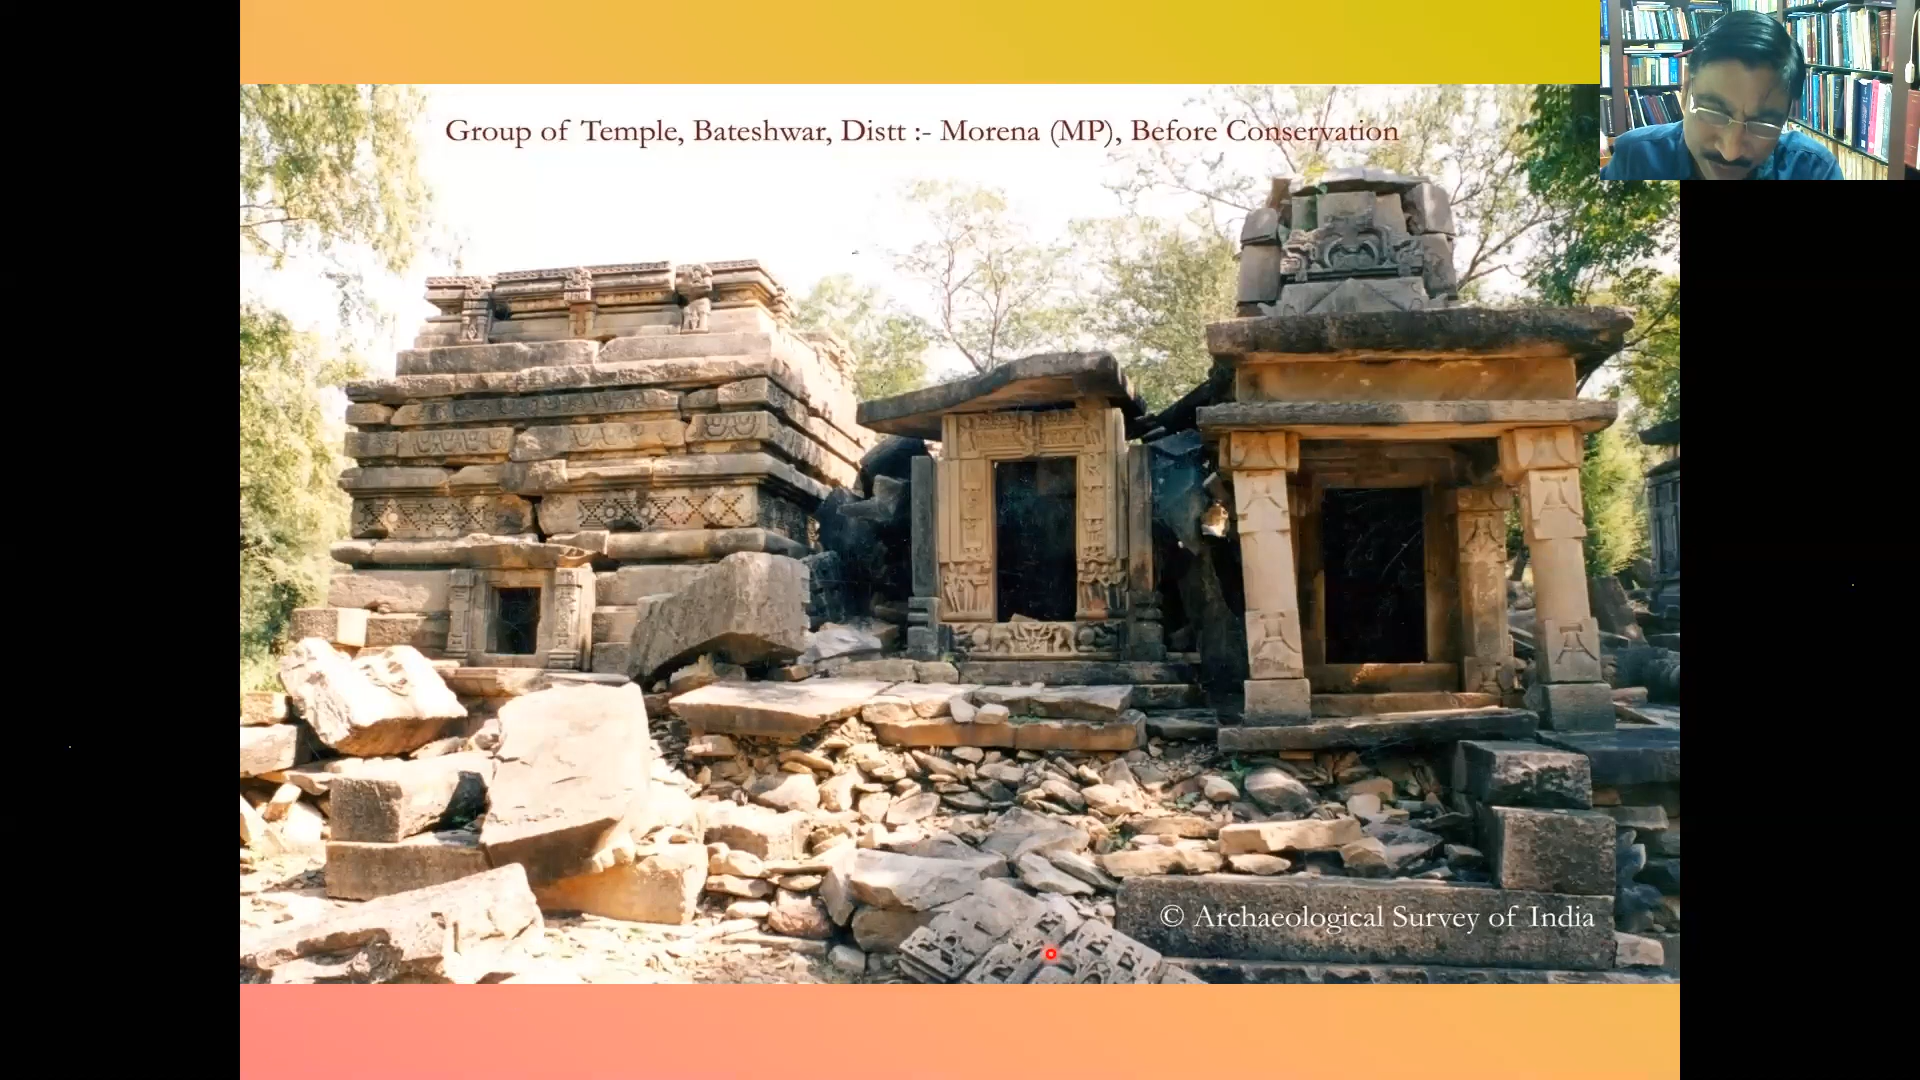 Group of Temple, Bateshwar, Distt :- Morena (MP), Before Conservation
© Archaeological Survey of India